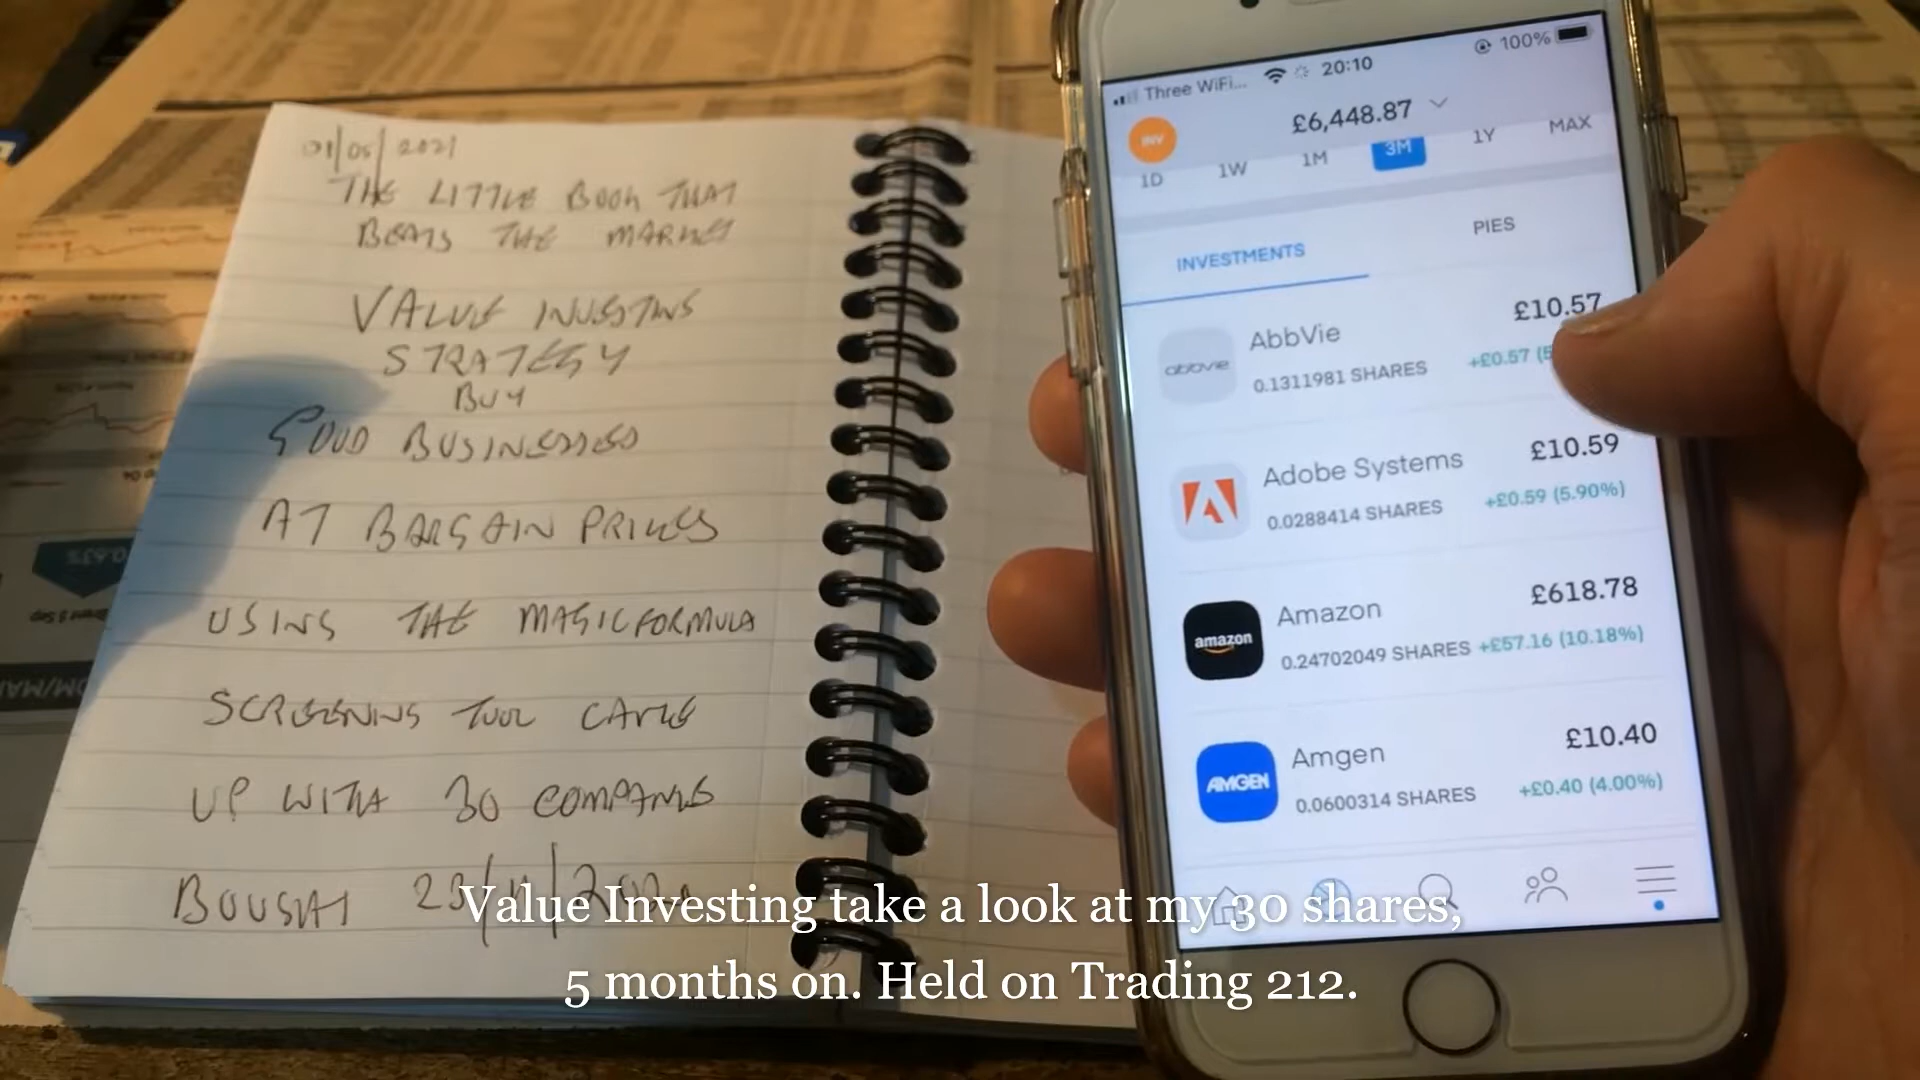 01/05/2021
THE LITTLE BOOK THAT
BEATS THE MARKET
VALUE INVESTING
STRATEGY
BUY
GOOD BUSINESSES
AT BARGAIN PRICES
USING THE MAGIC FORMULA
SCREENING TOOL CAME
UP WITH 30 COMPANIES
BOUGHT
Three WiFi... 20:10 100%
INV £6,448.87
1D 1W 1M 3M 1Y MAX
INVESTMENTS PIES
abbvie AbbVie £10.57
0.1311981 SHARES +£0.57 (5
Adobe Systems £10.59
0.0288414 SHARES +£0.59 (5.90%)
amazon Amazon £618.78
0.24702049 SHARES +£57.16 (10.18%)
AMGEN Amgen £10.40
0.0600314 SHARES +£0.40 (4.00%)
Value Investing take a look at my 30 shares,
5 months on. Held on Trading 212.